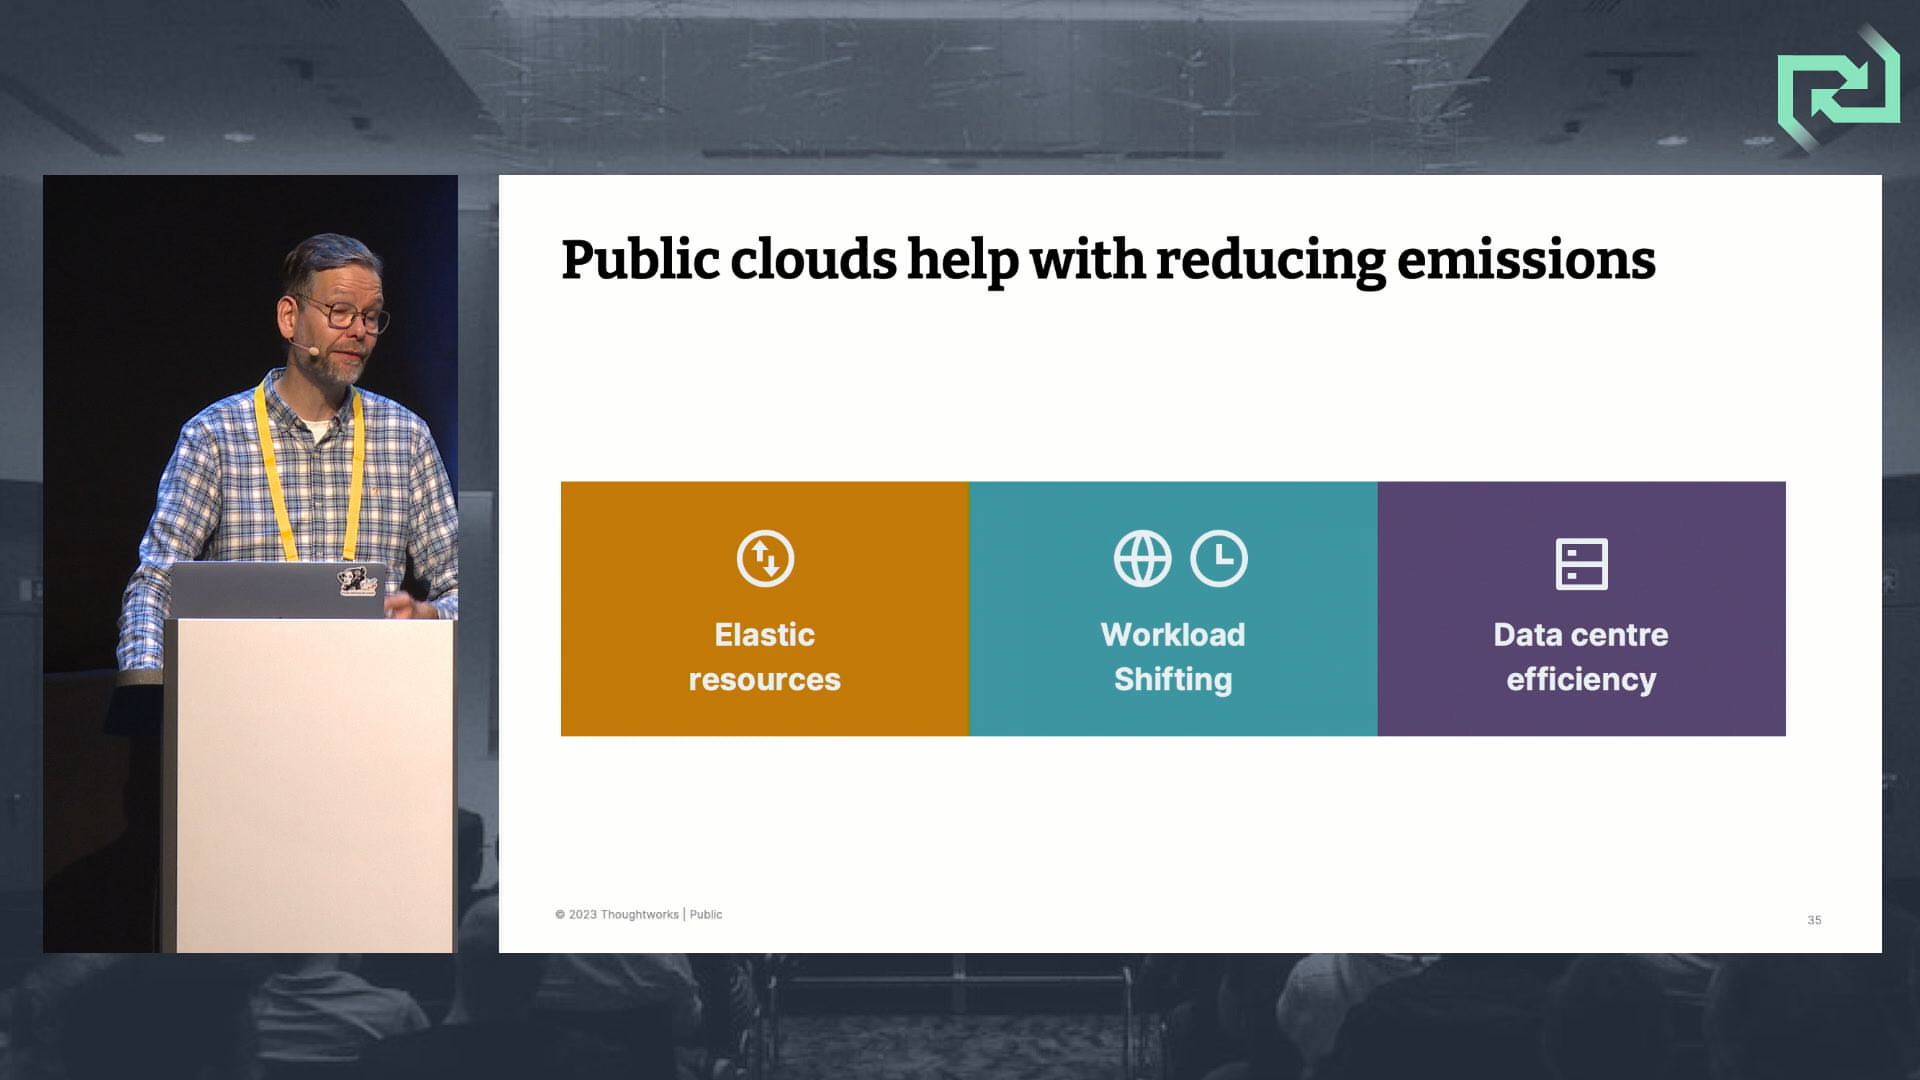 Public clouds help with reducing emissions
Elastic
resources
Workload
Shifting
Data centre
efficiency
© 2023 Thoughtworks | Public
35